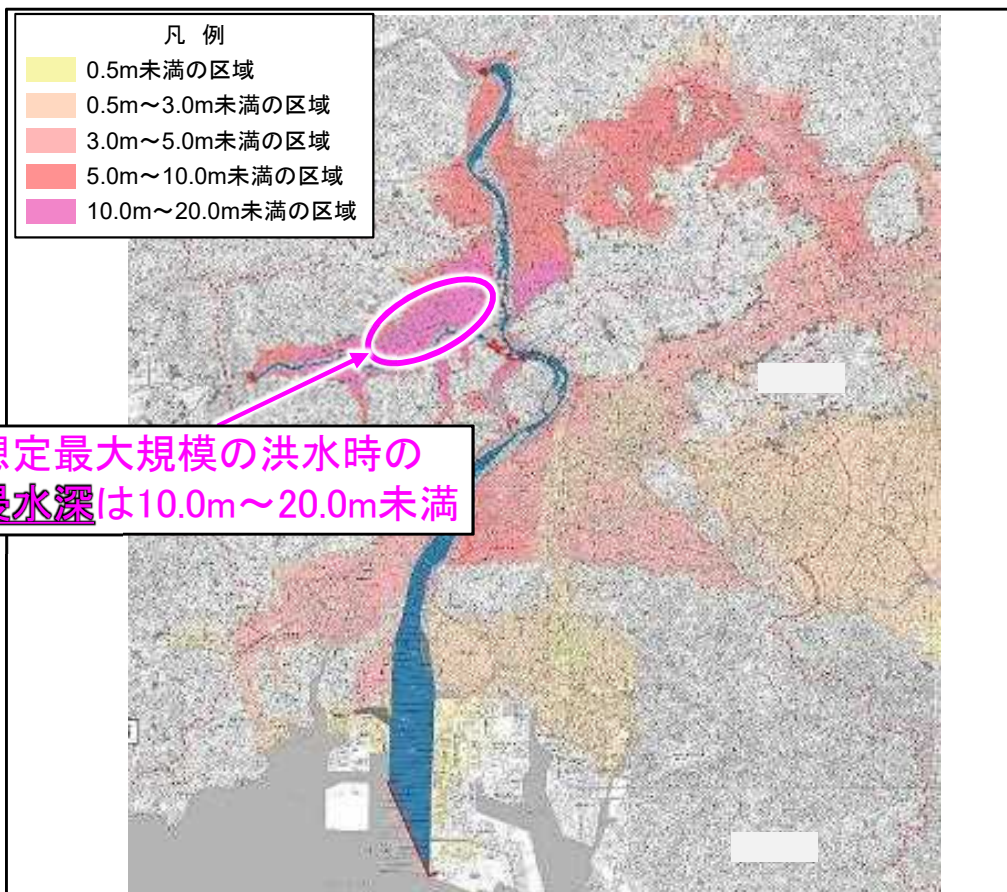 凡 例
0.5m未満の区域
0.5m～3.0m未満の区域
3.0m～5.0m未満の区域
5.0m～10.0m未満の区域
10.0m～20.0m未満の区域
想定最大規模の洪水時の
浸水深は10.0m～20.0m未満